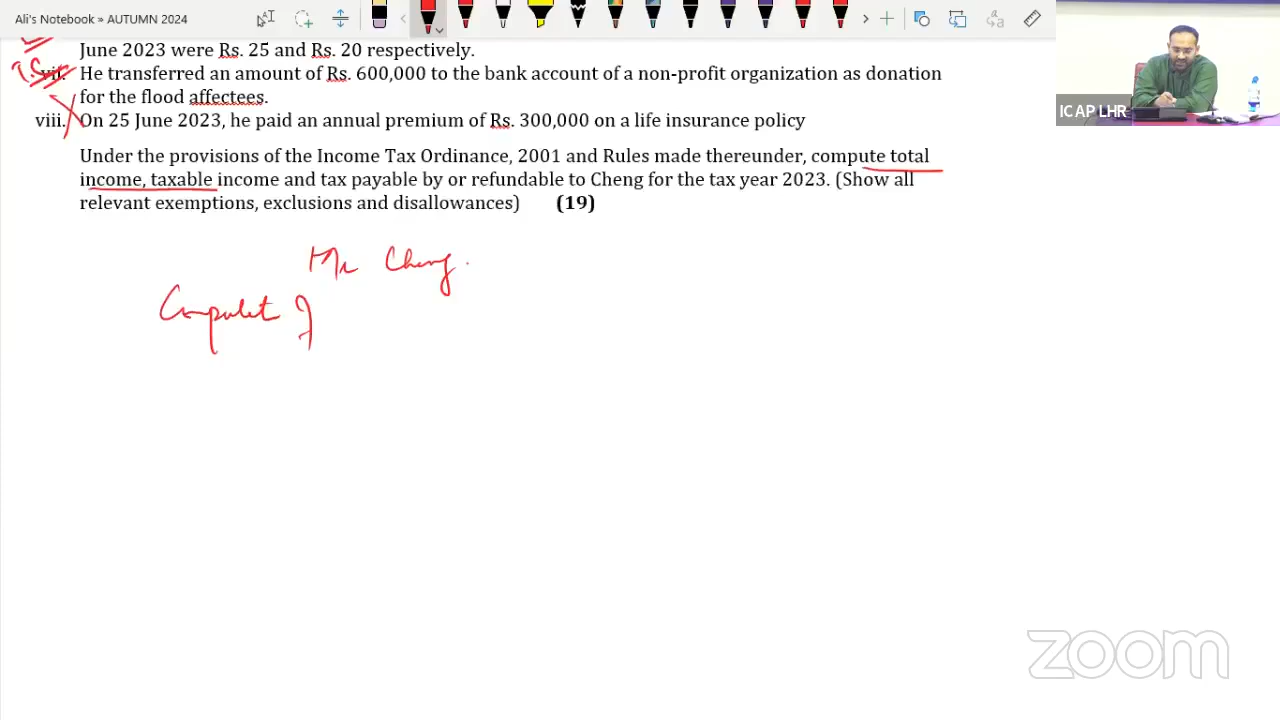 Ali's Notebook » AUTUMN 2024
June 2023 were Rs. 25 and Rs. 20 respectively.
vii. He transferred an amount of Rs. 600,000 to the bank account of a non-profit organization as donation
for the flood affectees.
viii. On 25 June 2023, he paid an annual premium of Rs. 300,000 on a life insurance policy
Under the provisions of the Income Tax Ordinance, 2001 and Rules made thereunder, compute total
income, taxable income and tax payable by or refundable to Cheng for the tax year 2023. (Show all
relevant exemptions, exclusions and disallowances) (19)
Mr Cheng.
ICAP LHR
zoom